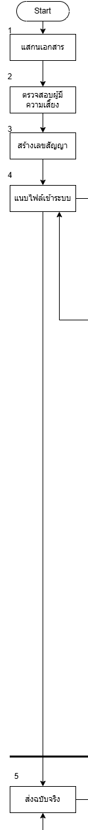 Start
1
แสกนเอกสาร
2
ตรวจสอบผู้มี
ความเสี่ยง
3
สร้างเลขสัญญา
4
แนบไฟล์เข้าระบบ
5
ส่งฉบับจริง